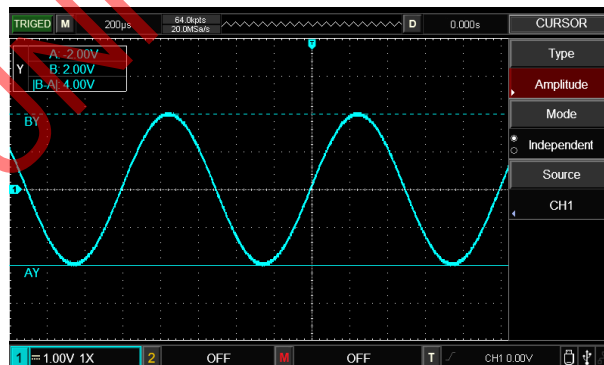 TRIGED M 200µs 64.0kpts 20.0MSa/s D 0.000s CURSOR
A: -2.00V
Y B: 2.00V
|B-A|: 4.00V
BY
1
AY
Type
Amplitude
Mode
Independent
Source
CH1
1 1.00V 1X 2 OFF M OFF T CH1 0.00V